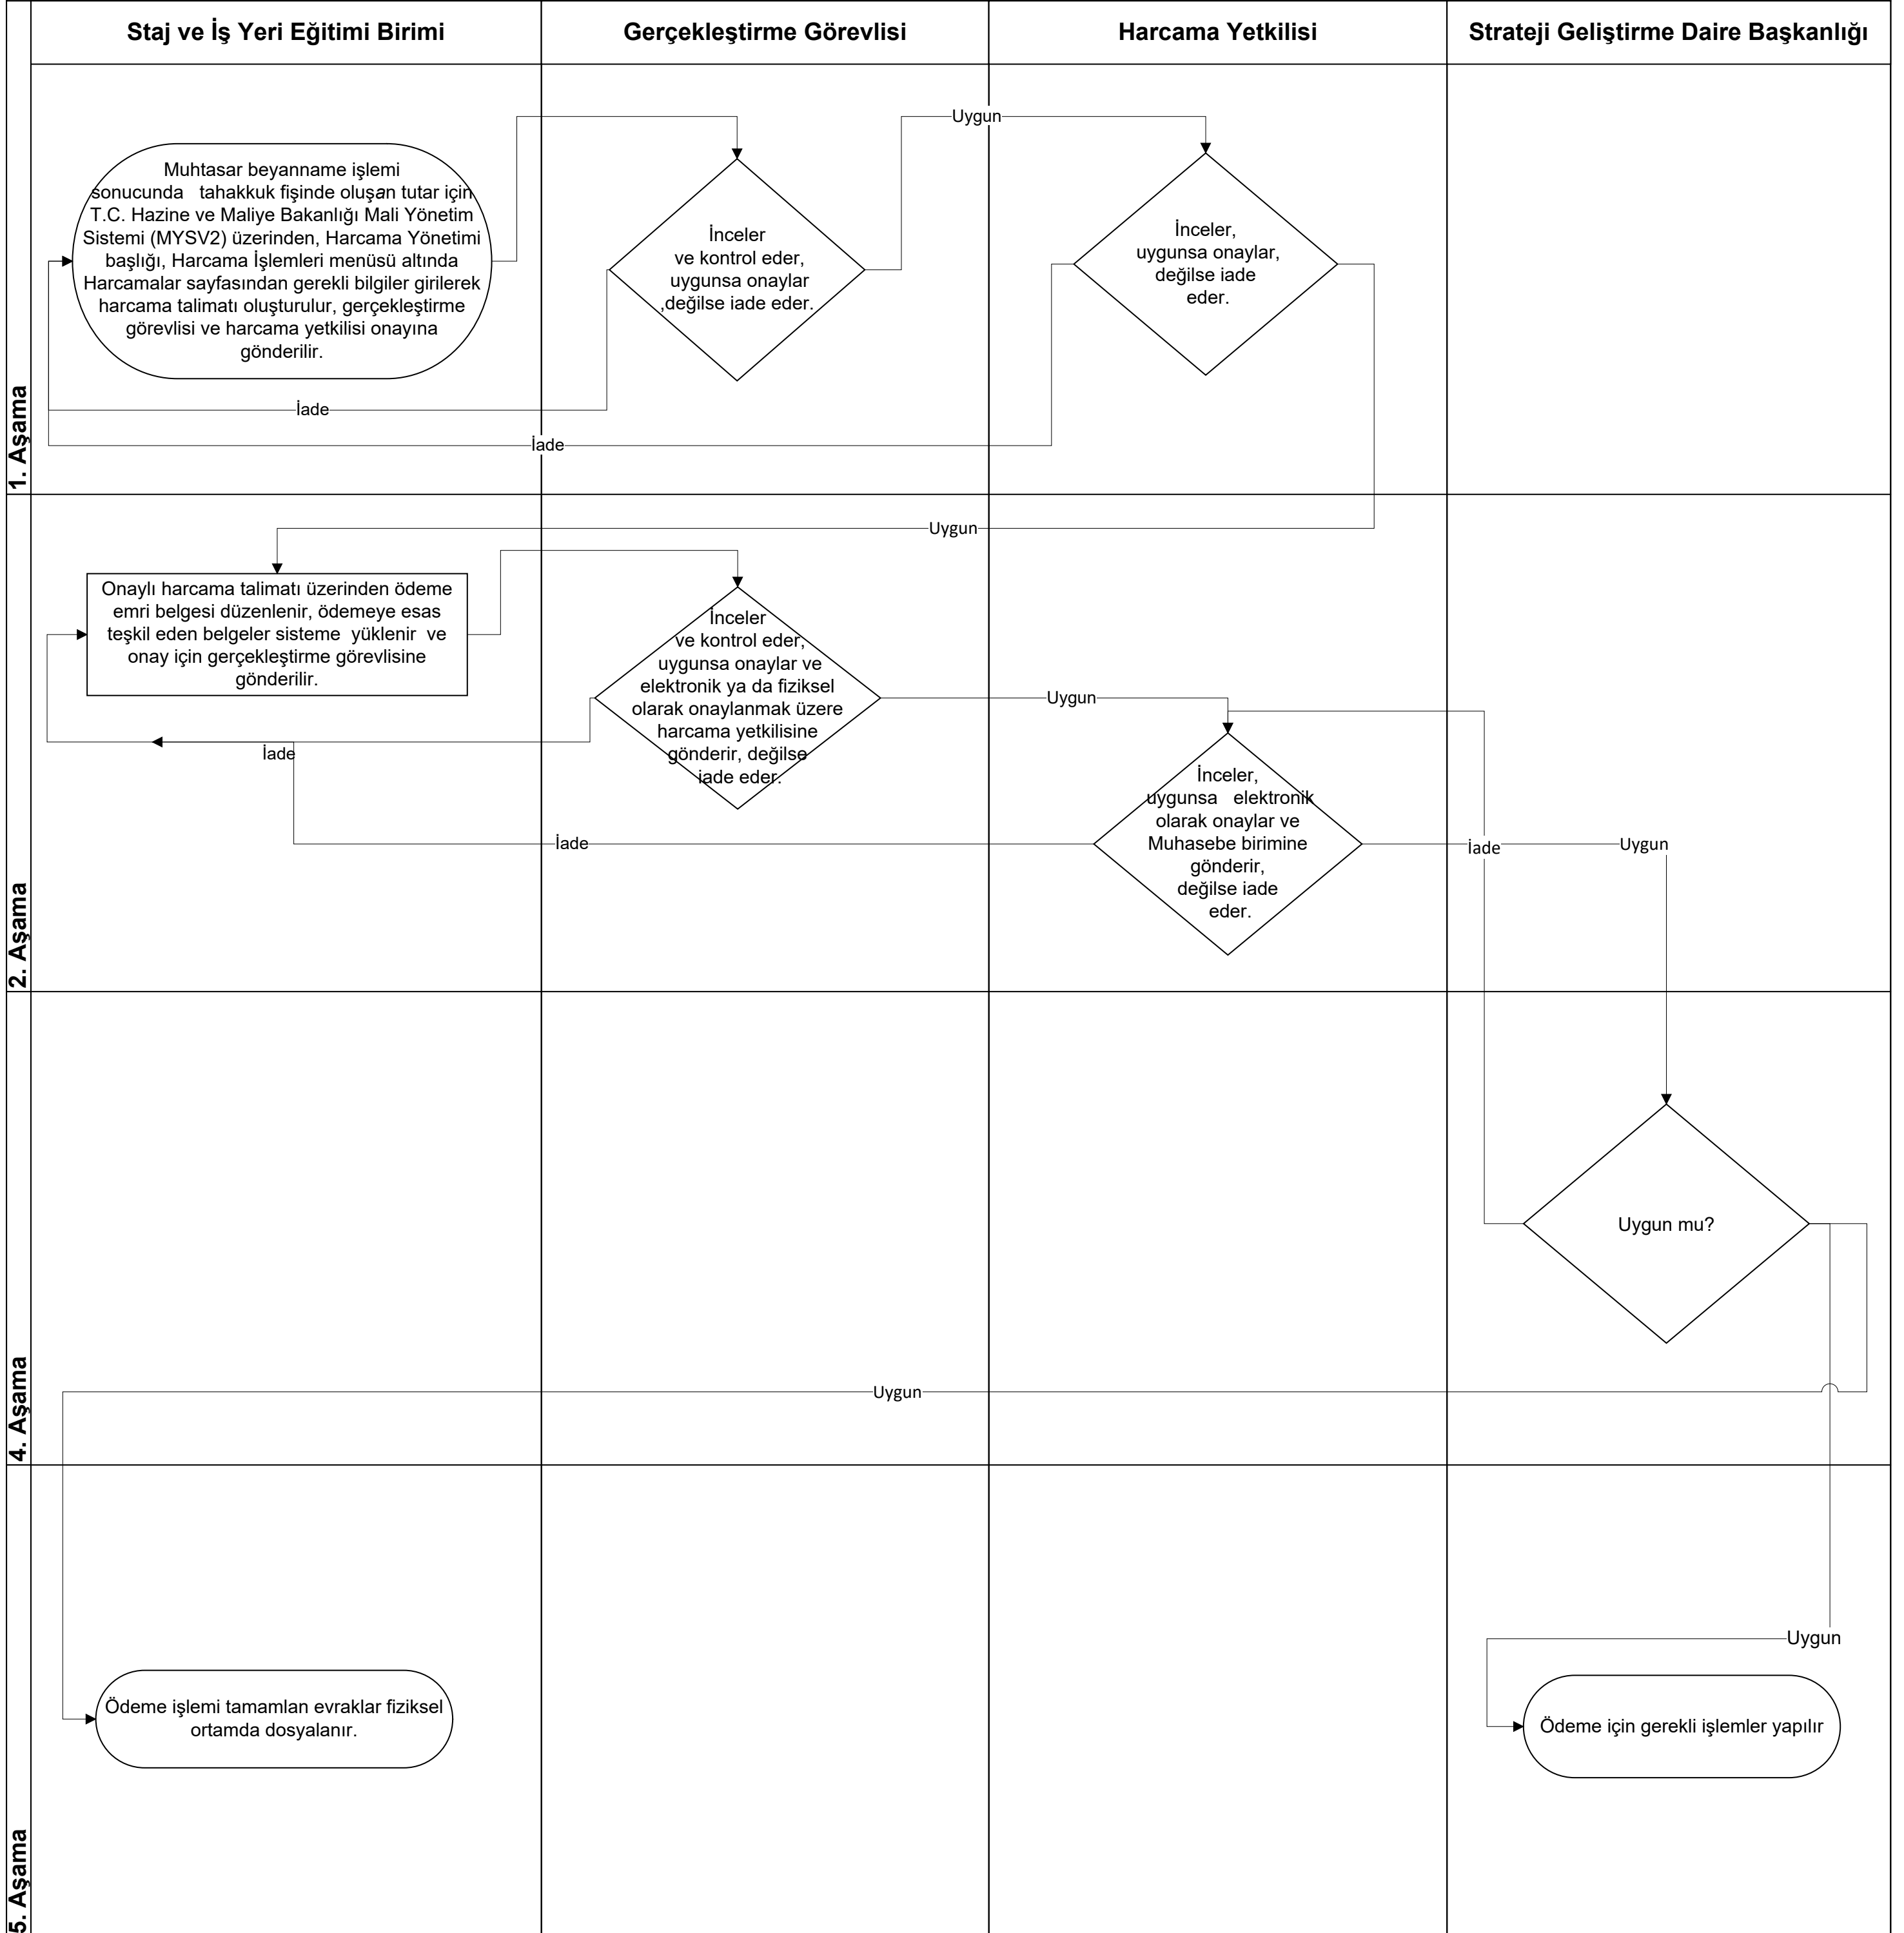 Staj ve İş Yeri Eğitimi Birimi
Gerçekleştirme Görevlisi
Harcama Yetkilisi
Strateji Geliştirme Daire Başkanlığı
1. Aşama
Muhtasar beyanname işlemi
sonucunda tahakkuk fişinde oluşan tutar için
T.C. Hazine ve Maliye Bakanlığı Mali Yönetim
Sistemi (MYSV2) üzerinden, Harcama Yönetimi
başlığı, Harcama İşlemleri menüsü altında
Harcamalar sayfasından gerekli bilgiler girilerek
harcama talimatı oluşturulur, gerçekleştirme
görevlisi ve harcama yetkilisi onayına
gönderilir.
İnceler
ve kontrol eder,
uygunsa onaylar
,değilse iade eder.
Uygun
İnceler,
uygunsa onaylar,
değilse iade
eder.
İade
İade
2. Aşama
Uygun
Onaylı harcama talimatı üzerinden ödeme
emri belgesi düzenlenir, ödemeye esas
teşkil eden belgeler sisteme yüklenir ve
onay için gerçekleştirme görevlisine
gönderilir.
İnceler
ve kontrol eder,
uygunsa onaylar ve
elektronik ya da fiziksel
olarak onaylanmak üzere
harcama yetkilisine
gönderir, değilse
iade eder.
Uygun
İade
İnceler,
uygunsa elektronik
olarak onaylar ve
Muhasebe birimine
gönderir,
değilse iade
eder.
İade
İade
Uygun
4. Aşama
Uygun mu?
Uygun
5. Aşama
Uygun
Ödeme işlemi tamamlan evraklar fiziksel
ortamda dosyalanır.
Ödeme için gerekli işlemler yapılır